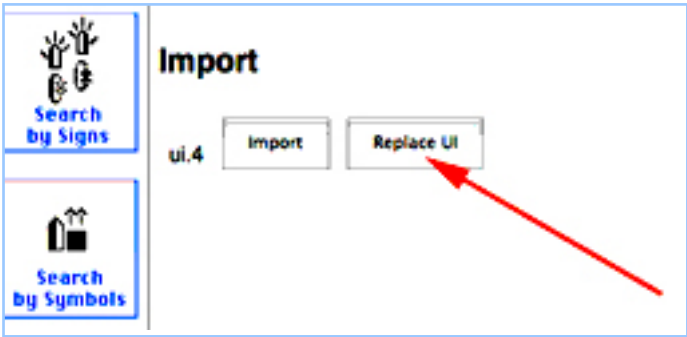 Search
by Signs
Import
ui.4 Import Replace UI
Search
by Symbols